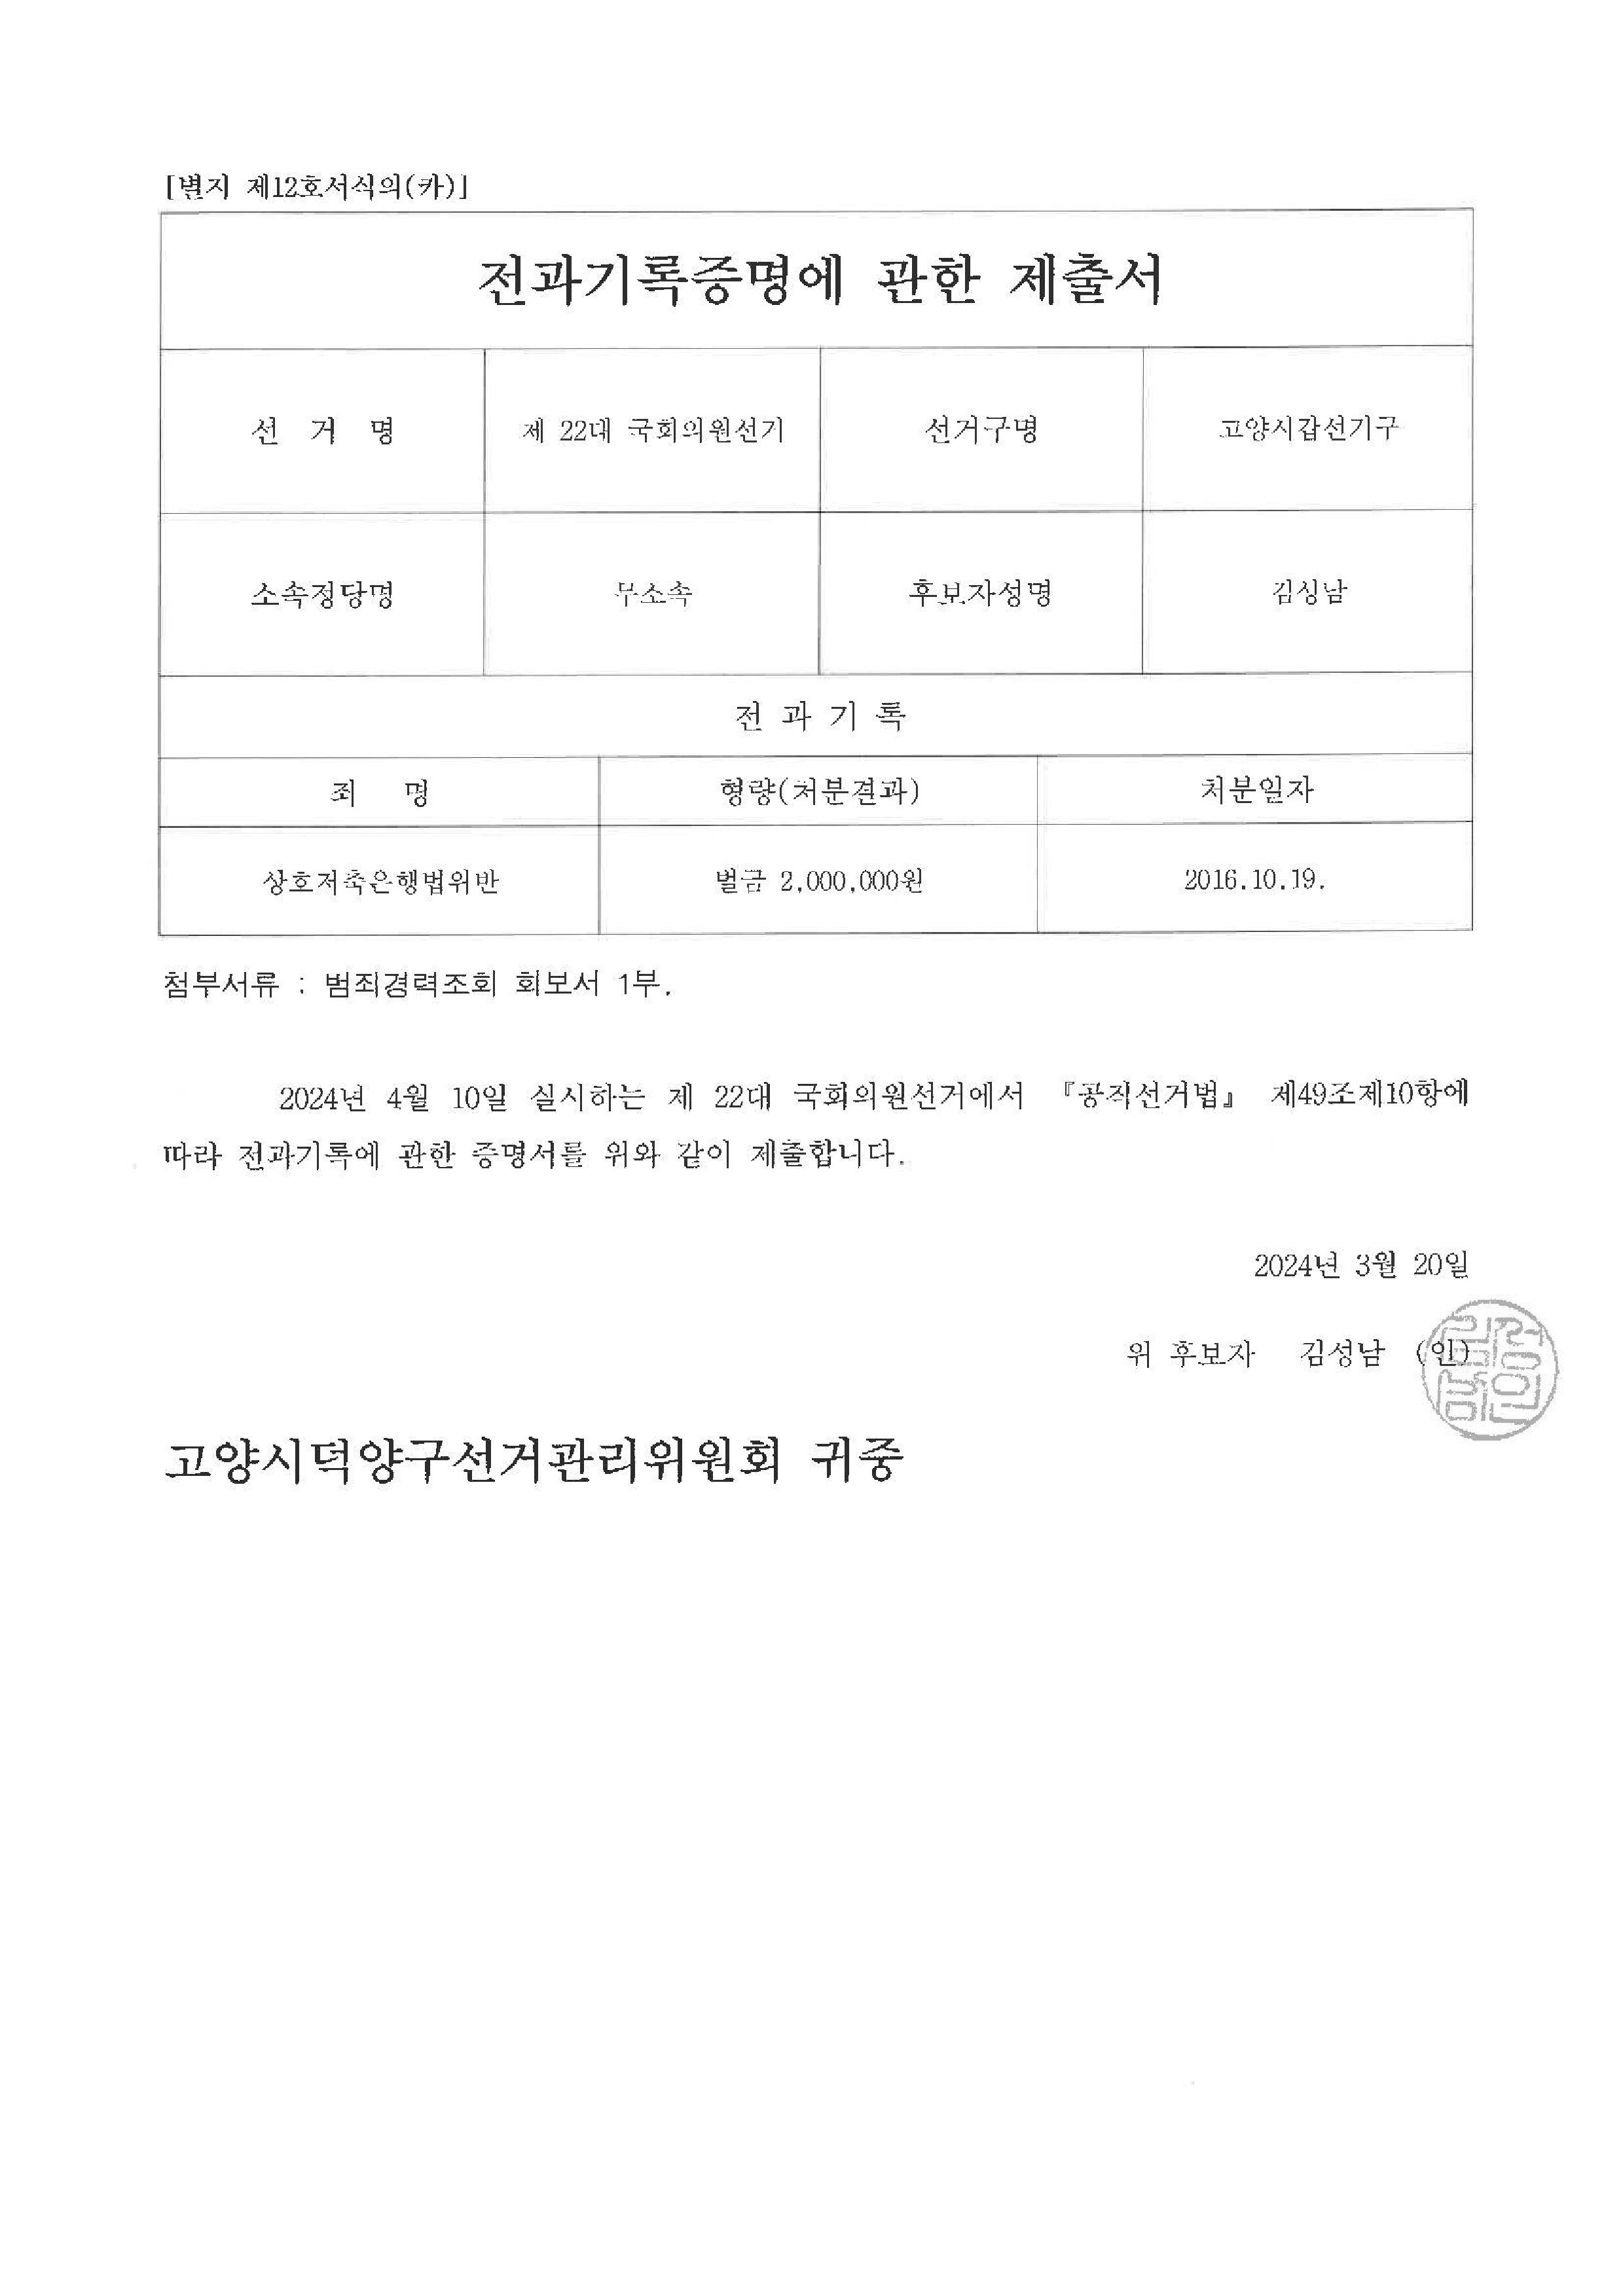 [별지 제12호서식의(카)]
전과기록증명에 관한 제출서
선 거 명 제 22대 국회의원선거 선거구명 고양시갑선거구
소속정당명 무소속 후보자성명 김성남
전 과 기 록
죄 명 형량(처분결과) 처분일자
상호저축은행법위반 벌금 2,000,000원 2016.10.19.
첨부서류 : 범죄경력조회 회보서 1부.
2024년 4월 10일 실시하는 제 22대 국회의원선거에서 『공직선거법』 제49조제10항에
따라 전과기록에 관한 증명서를 위와 같이 제출합니다.
2024년 3월 20일
위 후보자 김성남 (인)
고양시덕양구선거관리위원회 귀중